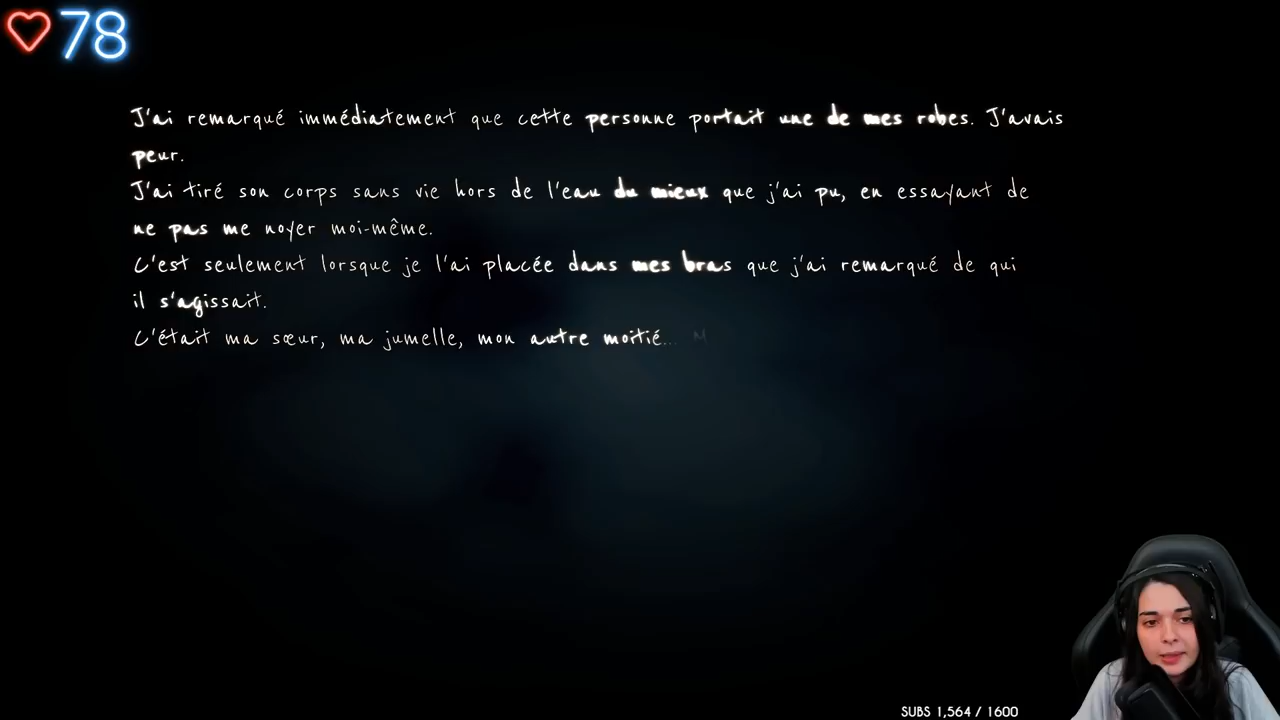 78
J'ai remarqué immédiatement que cette personne portait une de mes robes. J'avais
peur.
J'ai tiré son corps sans vie hors de l'eau du mieux que j'ai pu, en essayant de
ne pas me noyer moi-même.
C'est seulement lorsque je l'ai placée dans mes bras que j'ai remarqué de qui
il s'agissait.
C'était ma sœur, ma jumelle, mon autre moitié... M
SUBS 1,564 / 1600